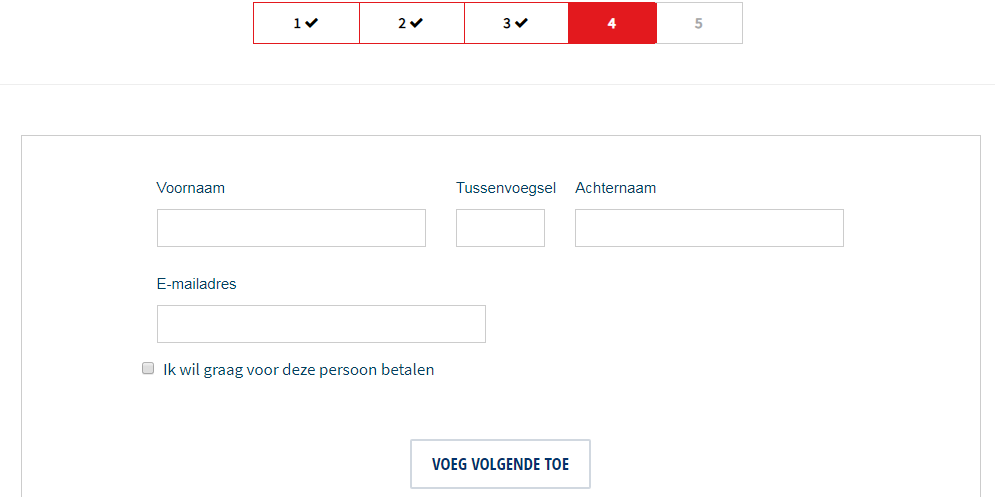 1 ✔ 2 ✔ 3 ✔ 4 5
Voornaam Tussenvoegsel Achternaam
E-mailadres
Ik wil graag voor deze persoon betalen
VOEG VOLGENDE TOE